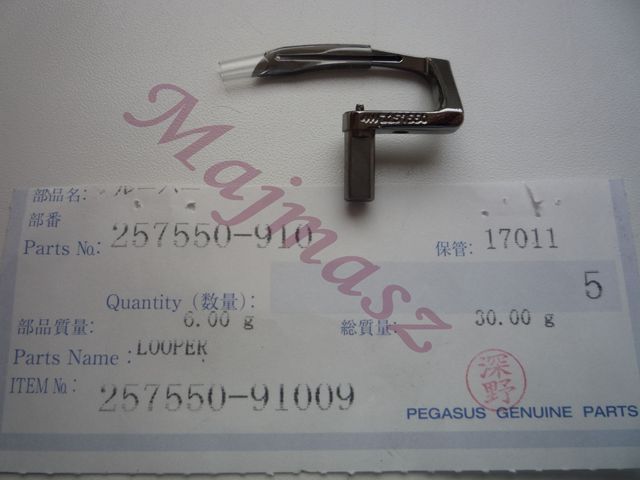 Majmasz
部品名: ルーパー
部番
Parts No: 257550-910
保管: 17011
5
Quantity (数量):
部品質量: 6.00 g
総質量: 30.00 g
Parts Name : LOOPER
ITEM No: 257550-91009
深野
PEGASUS GENUINE PARTS